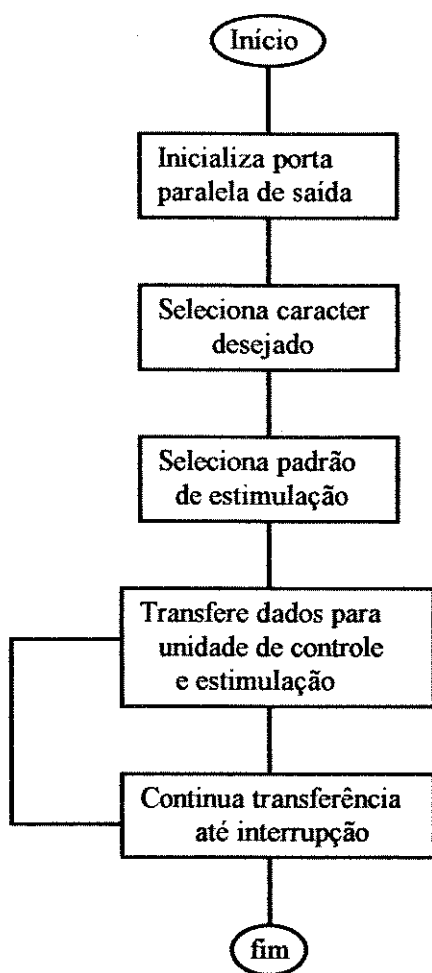 Início
Inicializa porta
paralela de saída
Seleciona caracter
desejado
Seleciona padrão
de estimulação
Transfere dados para
unidade de controle
e estimulação
Continua transferência
até interrupção
fim